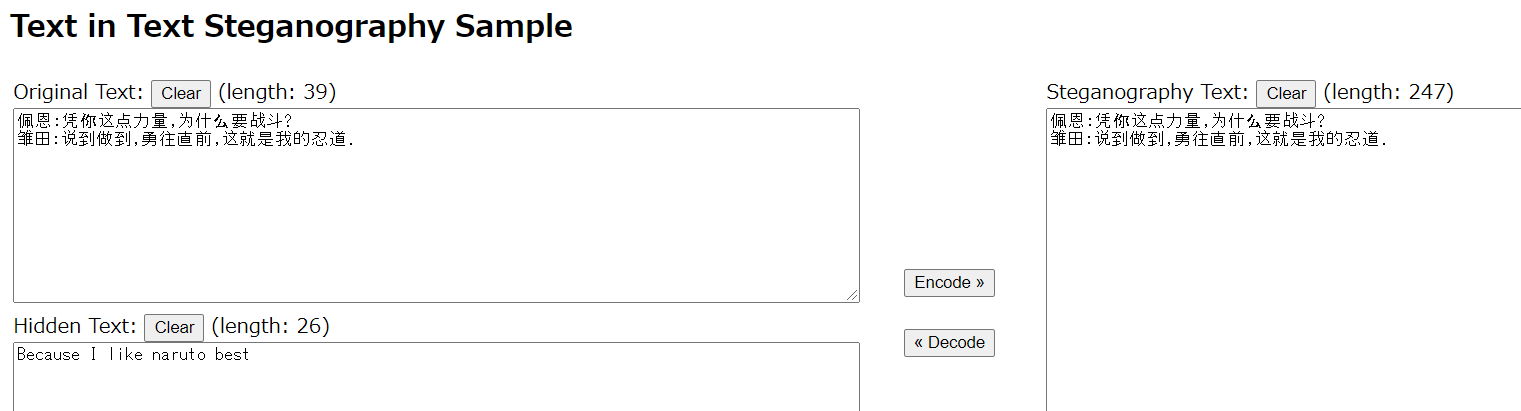 Text in Text Steganography Sample
Original Text: Clear (length: 39)
佩恩:凭你这点力量,为什么要战斗?
雏田:说到做到,勇往直前,这就是我的忍道.
Hidden Text: Clear (length: 26)
Because I like naruto best
Encode »
« Decode
Steganography Text: Clear (length: 247)
佩恩:凭你这点力量,为什么要战斗?
雏田:说到做到,勇往直前,这就是我的忍道.